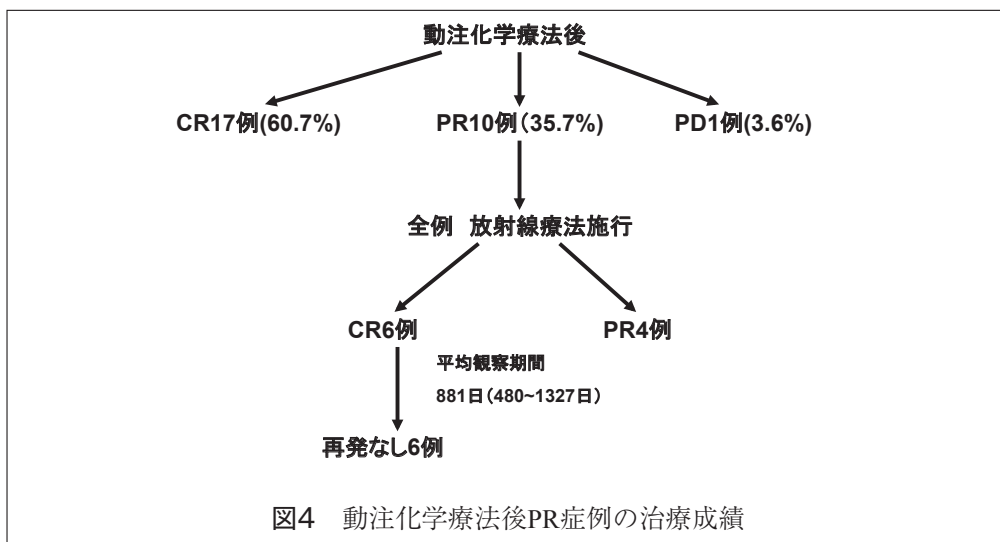 動注化学療法後
CR17例(60.7%) PR10例（35.7%) PD1例(3.6%)
全例　放射線療法施行
CR6例 PR4例
平均観察期間
881日（480~1327日）
再発なし6例
図4　動注化学療法後PR症例の治療成績